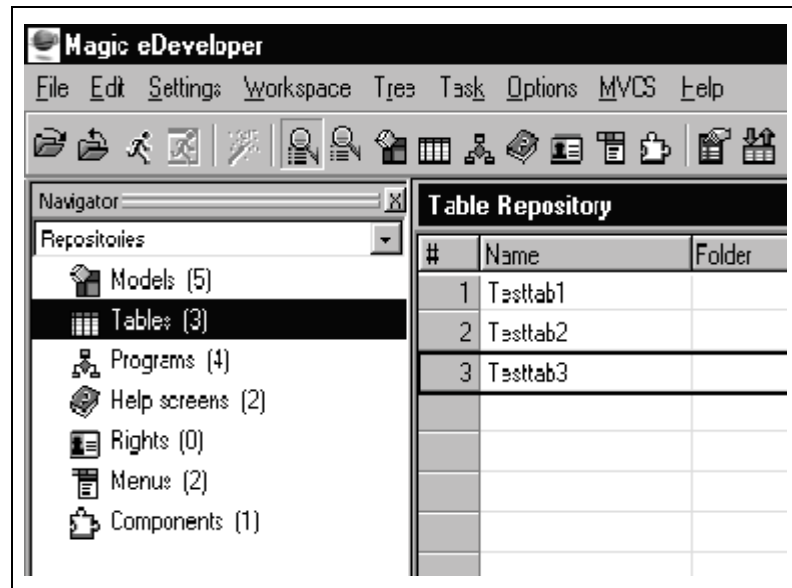 Magic eDeveloper
File Edit Settings Workspace Tree Task Options MVCS Help
Navigator
Repositories
Models (5)
Tables (3)
Programs (4)
Help screens (2)
Rights (0)
Menus (2)
Components (1)
Table Repository
# Name Folder
1 Testtab1
2 Testtab2
3 Testtab3